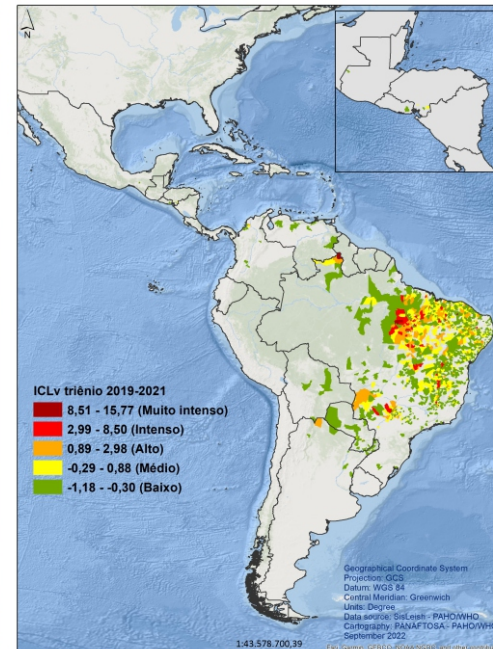 N
ICLv triênio 2019-2021
8,51 - 15,77 (Muito intenso)
2,99 - 8,50 (Intenso)
0,89 - 2,98 (Alto)
-0,29 - 0,88 (Médio)
-1,18 - -0,30 (Baixo)
Geographical Coordinate System
Projection: GCS
Datum: WGS 84
Central Meridian: Greenwich
Units: Degree
Data source: SisLeish - PAHO/WHO
Cartography: PANAFTOSA - PAHO/WHO
September 2022
1:43.578.700,39